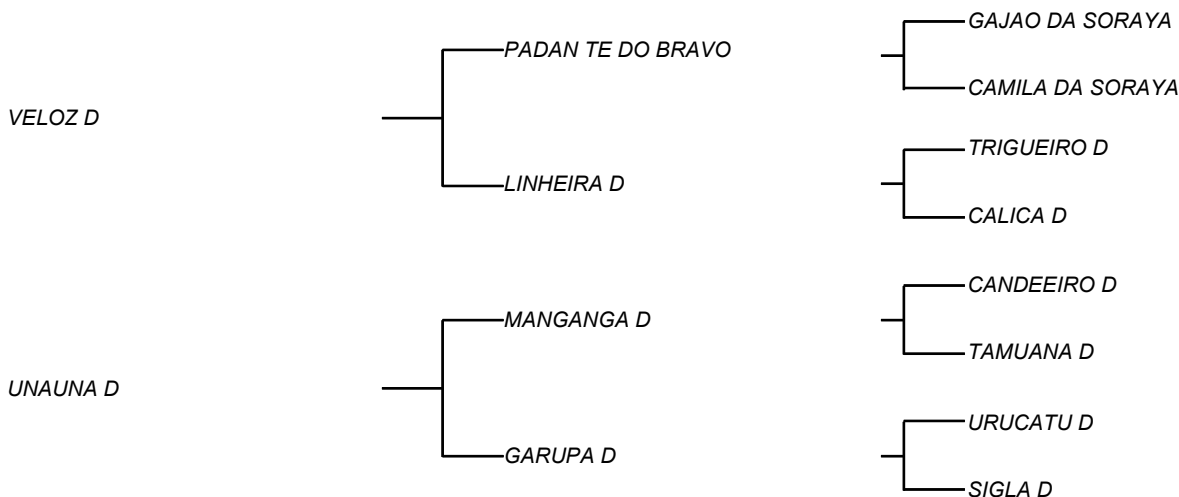 GAJAO DA SORAYA
PADAN TE DO BRAVO
CAMILA DA SORAYA
VELOZ D
TRIGUEIRO D
LINHEIRA D
CALICA D
CANDEEIRO D
MANGANGA D
TAMUANA D
UNAUNA D
URUCATU D
GARUPA D
SIGLA D